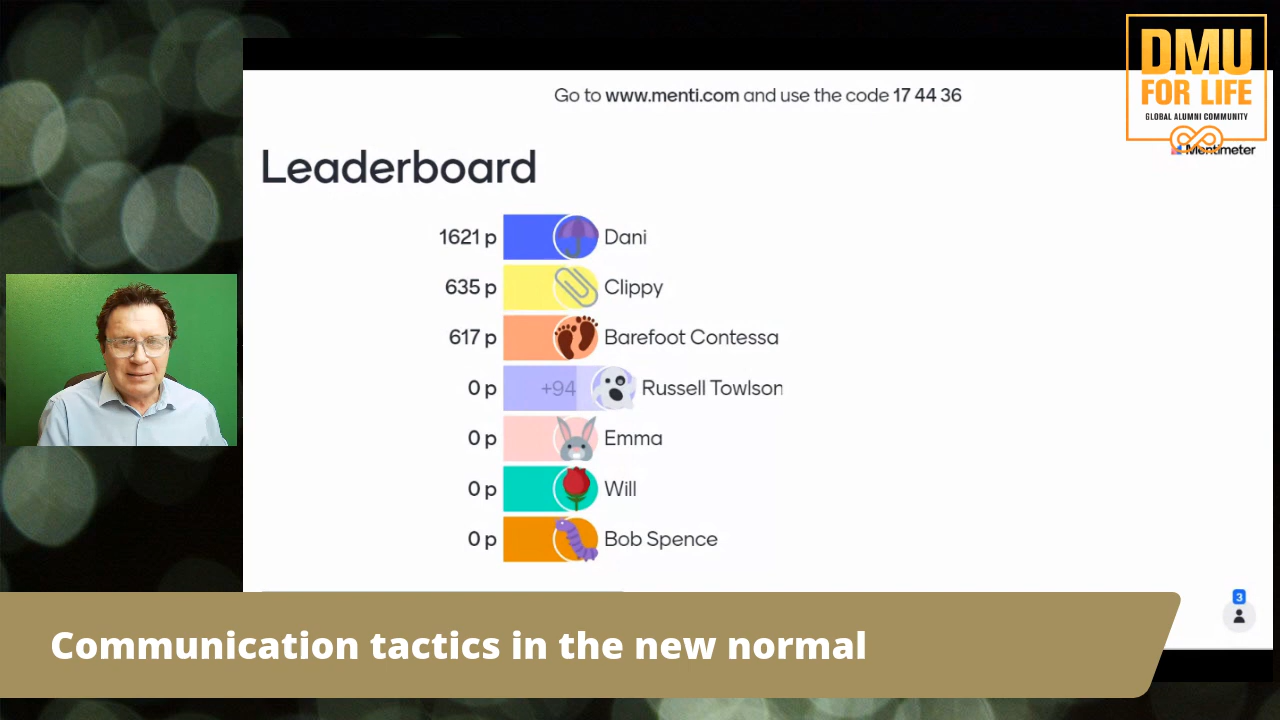 Go to www.menti.com and use the code 17 44 36
DMU
FOR LIFE
GLOBAL ALUMNI COMMUNITY
Mentimeter
Leaderboard
1621 p Dani
635 p Clippy
617 p Barefoot Contessa
0 p +94 Russell Towlson
0 p Emma
0 p Will
0 p Bob Spence
3
Communication tactics in the new normal